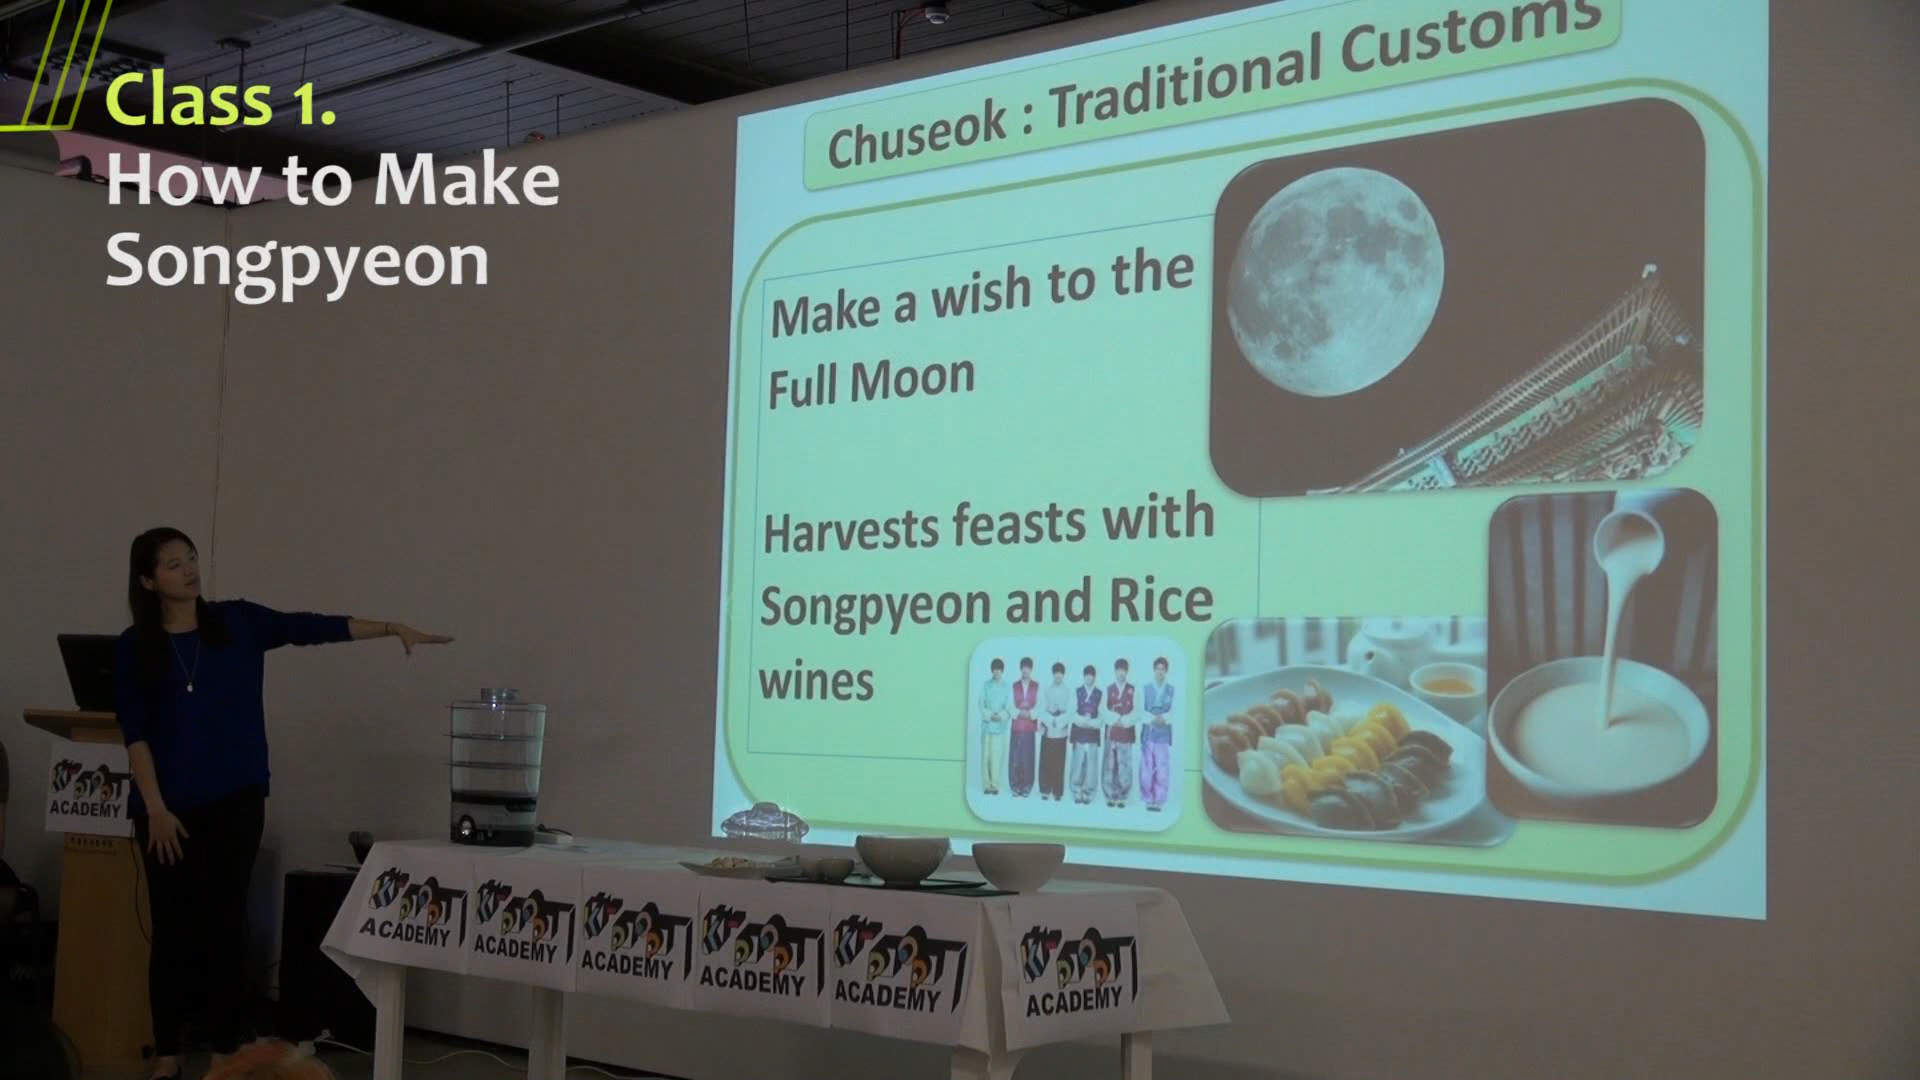 Class 1.
How to Make
Songpyeon
Chuseok : Traditional Customs
Make a wish to the
Full Moon
Harvests feasts with
Songpyeon and Rice
wines
ACADEMY
ACADEMY
ACADEMY
ACADEMY
ACADEMY
ACADEMY
ACADEMY